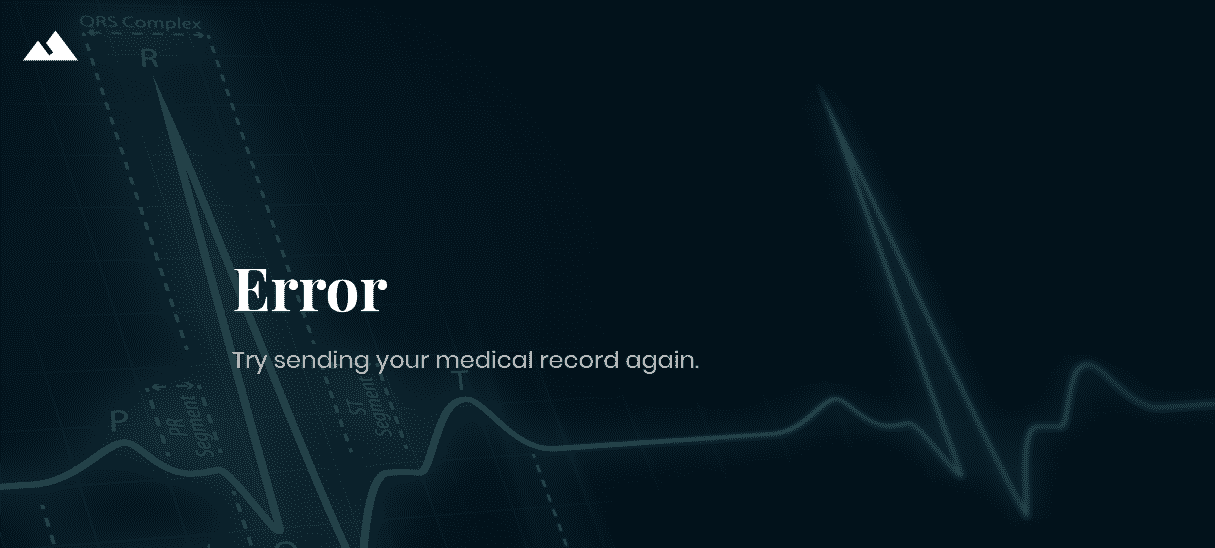 QRS Complex
R
Error
Try sending your medical record again.
T
P
PR
Segment
ST
Segment